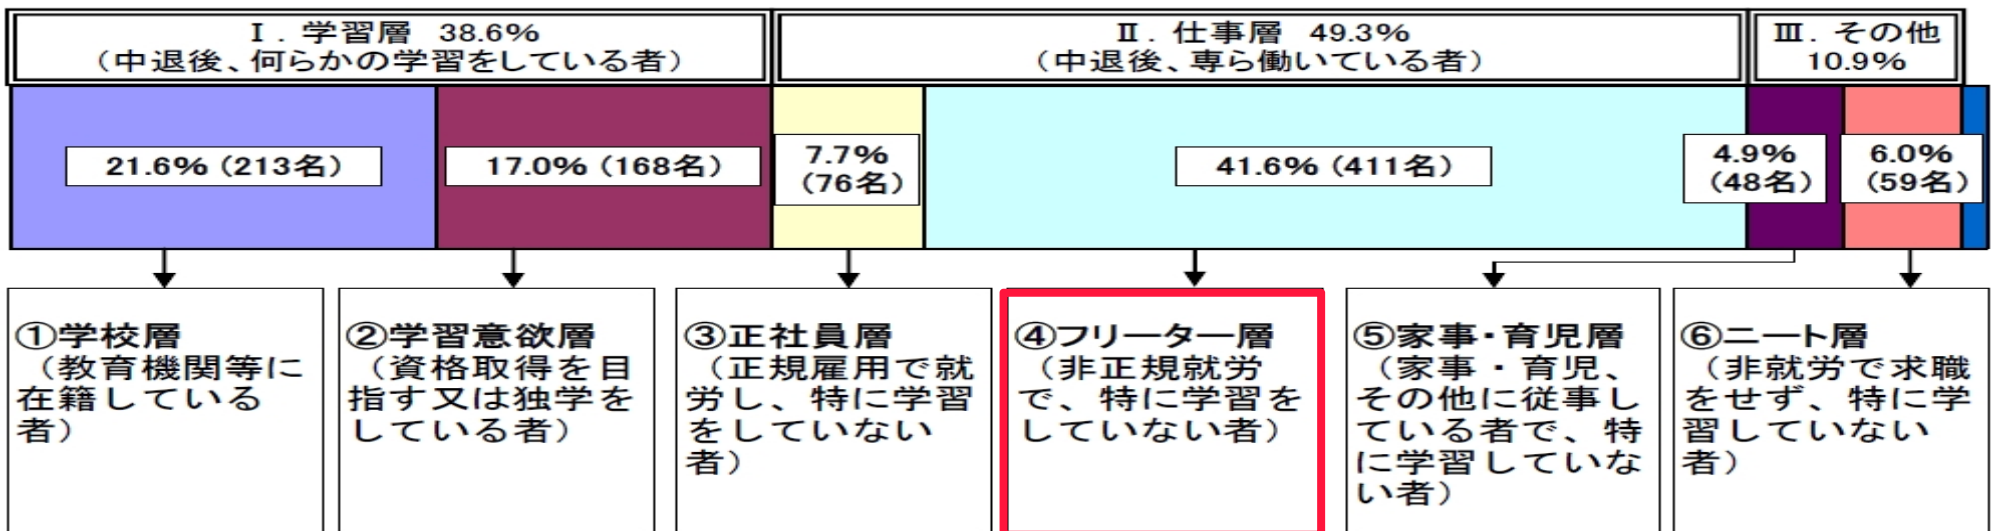 Ⅰ．学習層 38.6%
（中退後、何らかの学習をしている者）
Ⅱ．仕事層 49.3%
（中退後、専ら働いている者）
Ⅲ．その他
10.9%
21.6%（213名）
17.0%（168名）
7.7%
（76名）
41.6%（411名）
4.9%
（48名）
6.0%
（59名）
①学校層
（教育機関等に
在籍している
者）
②学習意欲層
（資格取得を目
指す又は独学を
している者）
③正社員層
（正規雇用で就
労し、特に学習
をしていない
者）
④フリーター層
（非正規就労
で、特に学習を
していない者）
⑤家事・育児層
（家事・育児、
その他に従事し
ている者で、特
に学習していな
い者）
⑥ニート層
（非就労で求職
をせず、特に学
習していない
者）